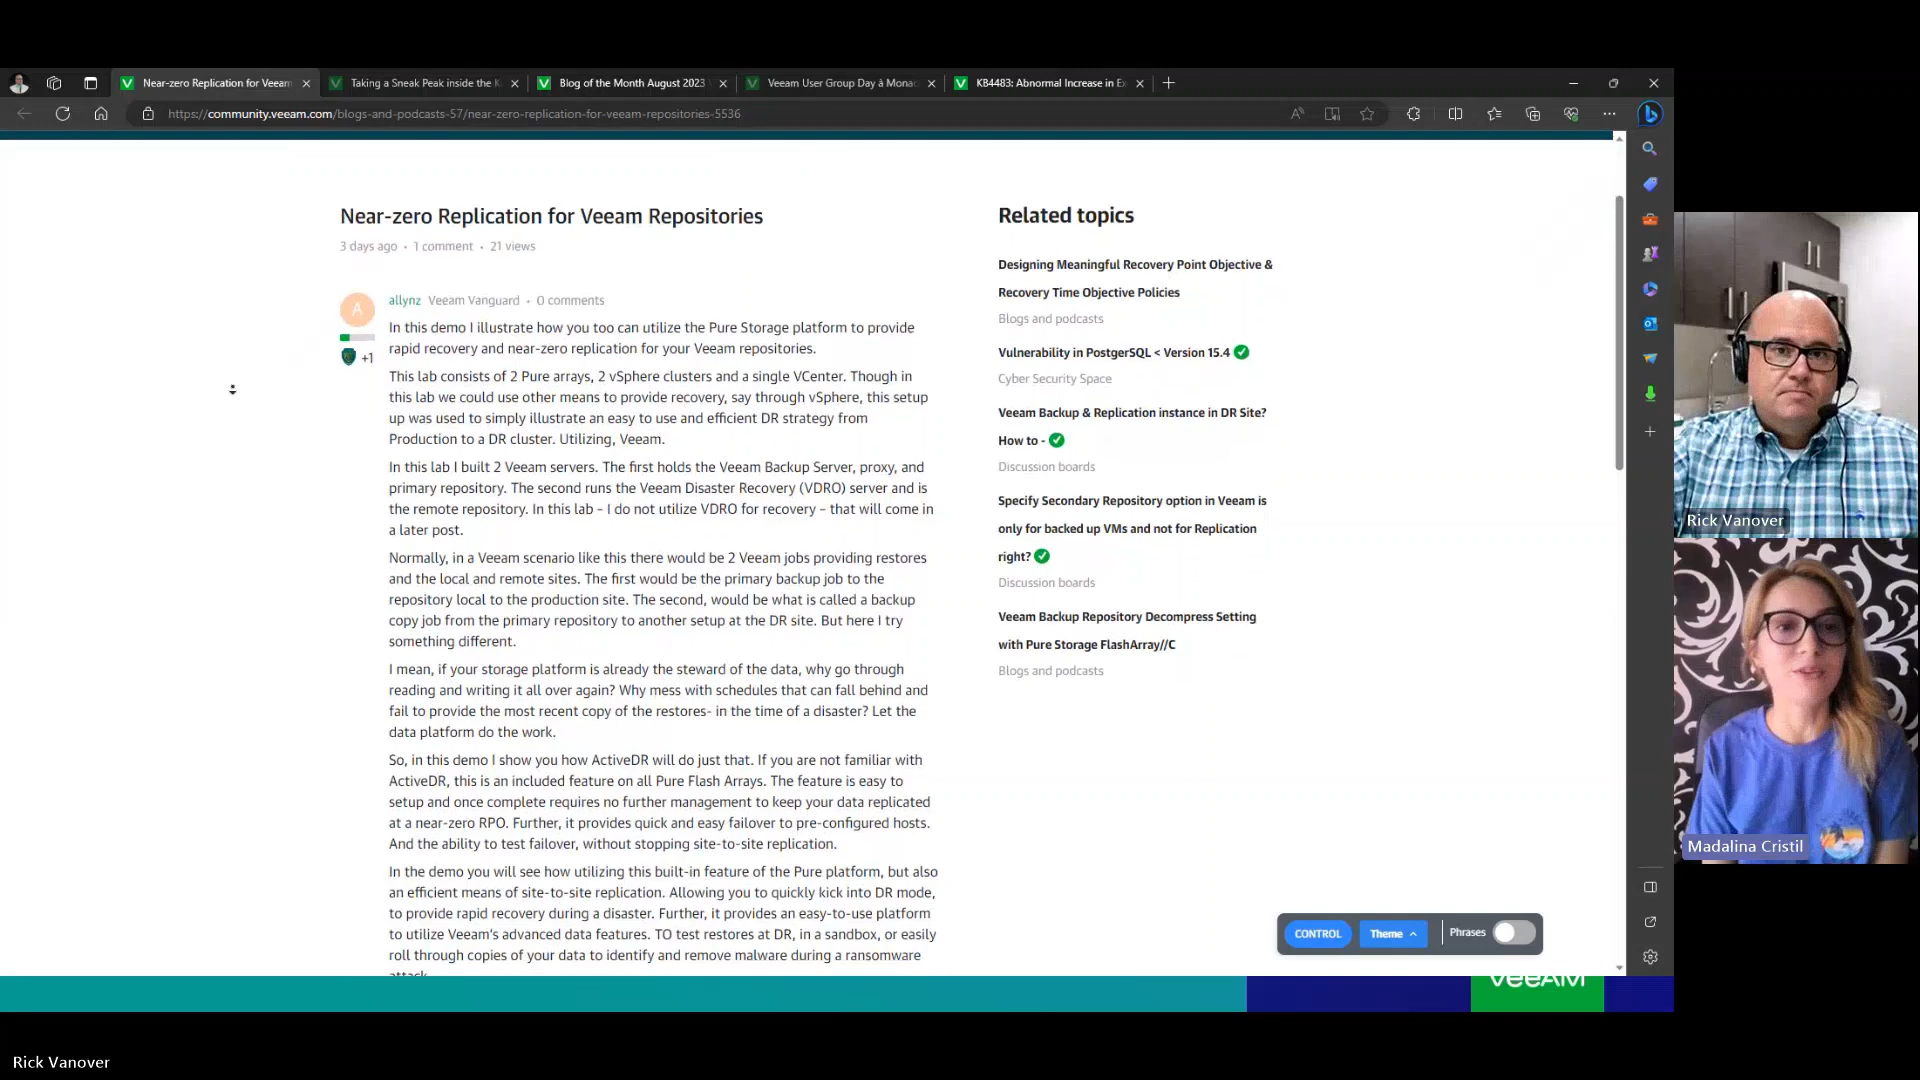 Near-zero Replication for Veeam
Taking a Sneak Peak inside the K
Blog of the Month August 2023
Veeam User Group Day à Monac
KB4483: Abnormal Increase in Ex
https://community.veeam.com/blogs-and-podcasts-57/near-zero-replication-for-veeam-repositories-5536
Near-zero Replication for Veeam Repositories
3 days ago • 1 comment • 21 views
A
allynz Veeam Vanguard • 0 comments
+1
In this demo I illustrate how you too can utilize the Pure Storage platform to provide
rapid recovery and near-zero replication for your Veeam repositories.
This lab consists of 2 Pure arrays, 2 vSphere clusters and a single VCenter. Though in
this lab we could use other means to provide recovery, say through vSphere, this setup
up was used to simply illustrate an easy to use and efficient DR strategy from
Production to a DR cluster. Utilizing, Veeam.
In this lab I built 2 Veeam servers. The first holds the Veeam Backup Server, proxy, and
primary repository. The second runs the Veeam Disaster Recovery (VDRO) server and is
the remote repository. In this lab – I do not utilize VDRO for recovery – that will come in
a later post.
Normally, in a Veeam scenario like this there would be 2 Veeam jobs providing restores
and the local and remote sites. The first would be the primary backup job to the
repository local to the production site. The second, would be what is called a backup
copy job from the primary repository to another setup at the DR site. But here I try
something different.
I mean, if your storage platform is already the steward of the data, why go through
reading and writing it all over again? Why mess with schedules that can fall behind and
fail to provide the most recent copy of the restores- in the time of a disaster? Let the
data platform do the work.
So, in this demo I show you how ActiveDR will do just that. If you are not familiar with
ActiveDR, this is an included feature on all Pure Flash Arrays. The feature is easy to
setup and once complete requires no further management to keep your data replicated
at a near-zero RPO. Further, it provides quick and easy failover to pre-configured hosts.
And the ability to test failover, without stopping site-to-site replication.
In the demo you will see how utilizing this built-in feature of the Pure platform, but also
an efficient means of site-to-site replication. Allowing you to quickly kick into DR mode,
to provide rapid recovery during a disaster. Further, it provides an easy-to-use platform
to utilize Veeam's advanced data features. TO test restores at DR, in a sandbox, or easily
roll through copies of your data to identify and remove malware during a ransomware
attack.
Related topics
Designing Meaningful Recovery Point Objective &
Recovery Time Objective Policies
Blogs and podcasts
Vulnerability in PostgerSQL < Version 15.4
Cyber Security Space
Veeam Backup & Replication instance in DR Site?
How to -
Discussion boards
Specify Secondary Repository option in Veeam is
only for backed up VMs and not for Replication
right?
Discussion boards
Veeam Backup Repository Decompress Setting
with Pure Storage FlashArray//C
Blogs and podcasts
CONTROL
Theme
Phrases
veeAM
Rick Vanover
Madalina Cristil
Rick Vanover